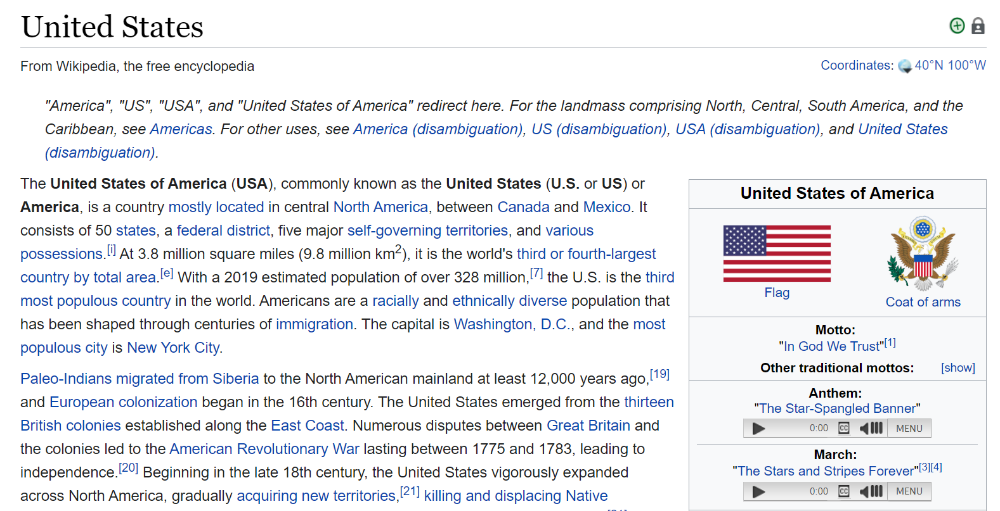 United States
From Wikipedia, the free encyclopedia
Coordinates: 40°N 100°W
"America", "US", "USA", and "United States of America" redirect here. For the landmass comprising North, Central, South America, and the
Caribbean, see Americas. For other uses, see America (disambiguation), US (disambiguation), USA (disambiguation), and United States
(disambiguation).
The United States of America (USA), commonly known as the United States (U.S. or US) or
America, is a country mostly located in central North America, between Canada and Mexico. It
consists of 50 states, a federal district, five major self-governing territories, and various
possessions.[i] At 3.8 million square miles (9.8 million km2), it is the world's third or fourth-largest
country by total area.[e] With a 2019 estimated population of over 328 million,[7] the U.S. is the third
most populous country in the world. Americans are a racially and ethnically diverse population that
has been shaped through centuries of immigration. The capital is Washington, D.C., and the most
populous city is New York City.
Paleo-Indians migrated from Siberia to the North American mainland at least 12,000 years ago,[19]
and European colonization began in the 16th century. The United States emerged from the thirteen
British colonies established along the East Coast. Numerous disputes between Great Britain and
the colonies led to the American Revolutionary War lasting between 1775 and 1783, leading to
independence.[20] Beginning in the late 18th century, the United States vigorously expanded
across North America, gradually acquiring new territories,[21] killing and displacing Native
United States of America
Flag
Coat of arms
Motto:
"In God We Trust"[1]
Other traditional mottos: [show]
Anthem:
"The Star-Spangled Banner"
0:00 CC MENU
March:
"The Stars and Stripes Forever"[3][4]
0:00 CC MENU